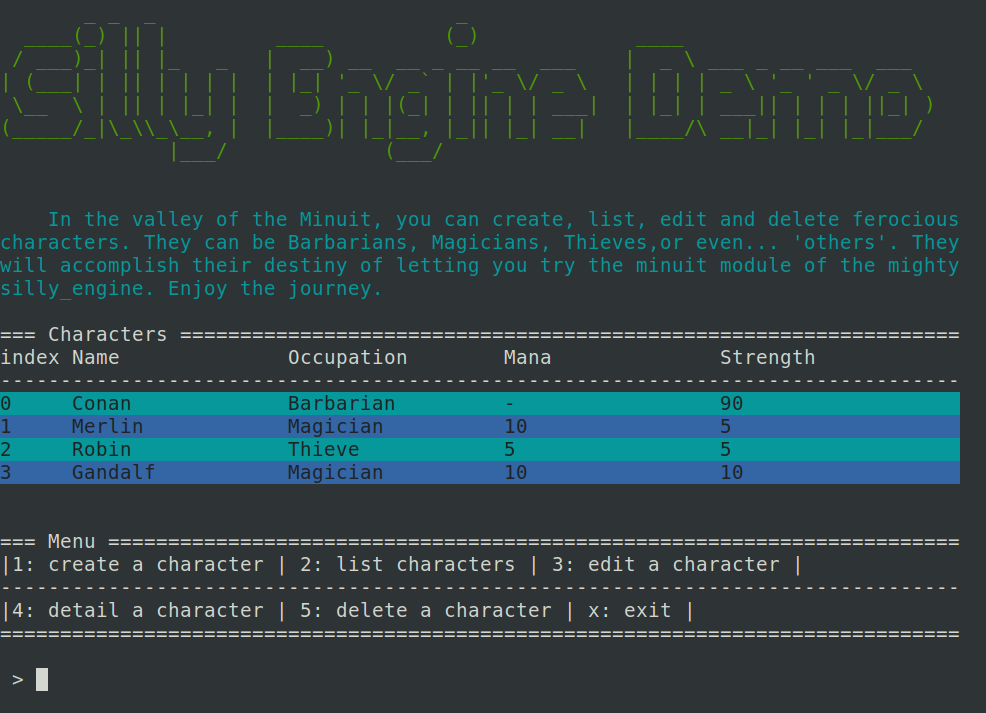 Silly Engine Demo
In the valley of the Minuit, you can create, list, edit and delete ferocious
characters. They can be Barbarians, Magicians, Thieves,or even... 'others'. They
will accomplish their destiny of letting you try the minuit module of the mighty
silly_engine. Enjoy the journey.
=== Characters =================================================================
index Name Occupation Mana Strength
--------------------------------------------------------------------------------
0 Conan Barbarian - 90
1 Merlin Magician 10 5
2 Robin Thieve 5 5
3 Gandalf Magician 10 10
=== Menu =======================================================================
|1: create a character | 2: list characters | 3: edit a character |
--------------------------------------------------------------------------------
|4: detail a character | 5: delete a character | x: exit |
================================================================================
>